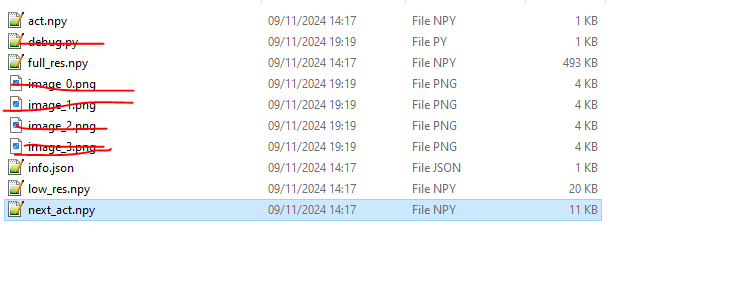 act.npy 09/11/2024 14:17 File NPY 1 KB
debug.py 09/11/2024 19:19 File PY 1 KB
full_res.npy 09/11/2024 14:17 File NPY 493 KB
image_0.png 09/11/2024 19:19 File PNG 4 KB
image_1.png 09/11/2024 19:19 File PNG 4 KB
image_2.png 09/11/2024 19:19 File PNG 4 KB
image_3.png 09/11/2024 19:19 File PNG 4 KB
info.json 09/11/2024 14:17 File JSON 1 KB
low_res.npy 09/11/2024 14:17 File NPY 20 KB
next_act.npy 09/11/2024 14:17 File NPY 11 KB